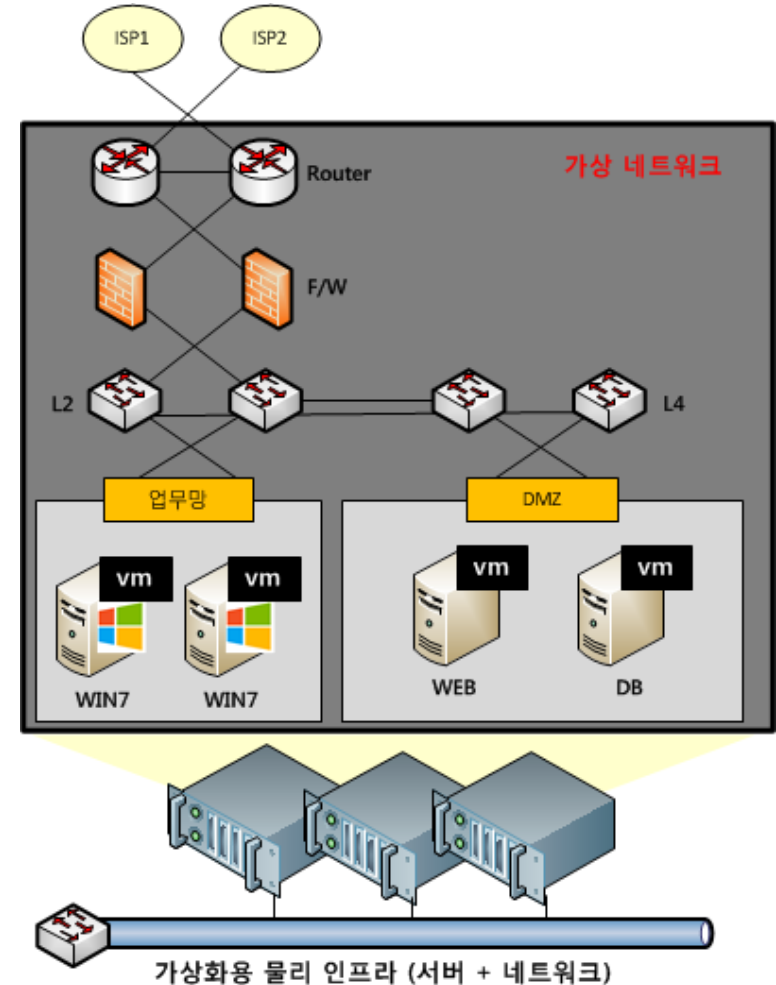 ISP1
ISP2
가상 네트워크
Router
F/W
L2
L4
업무망
DMZ
vm
vm
vm
vm
WIN7
WIN7
WEB
DB
가상화용 물리 인프라 (서버 + 네트워크)